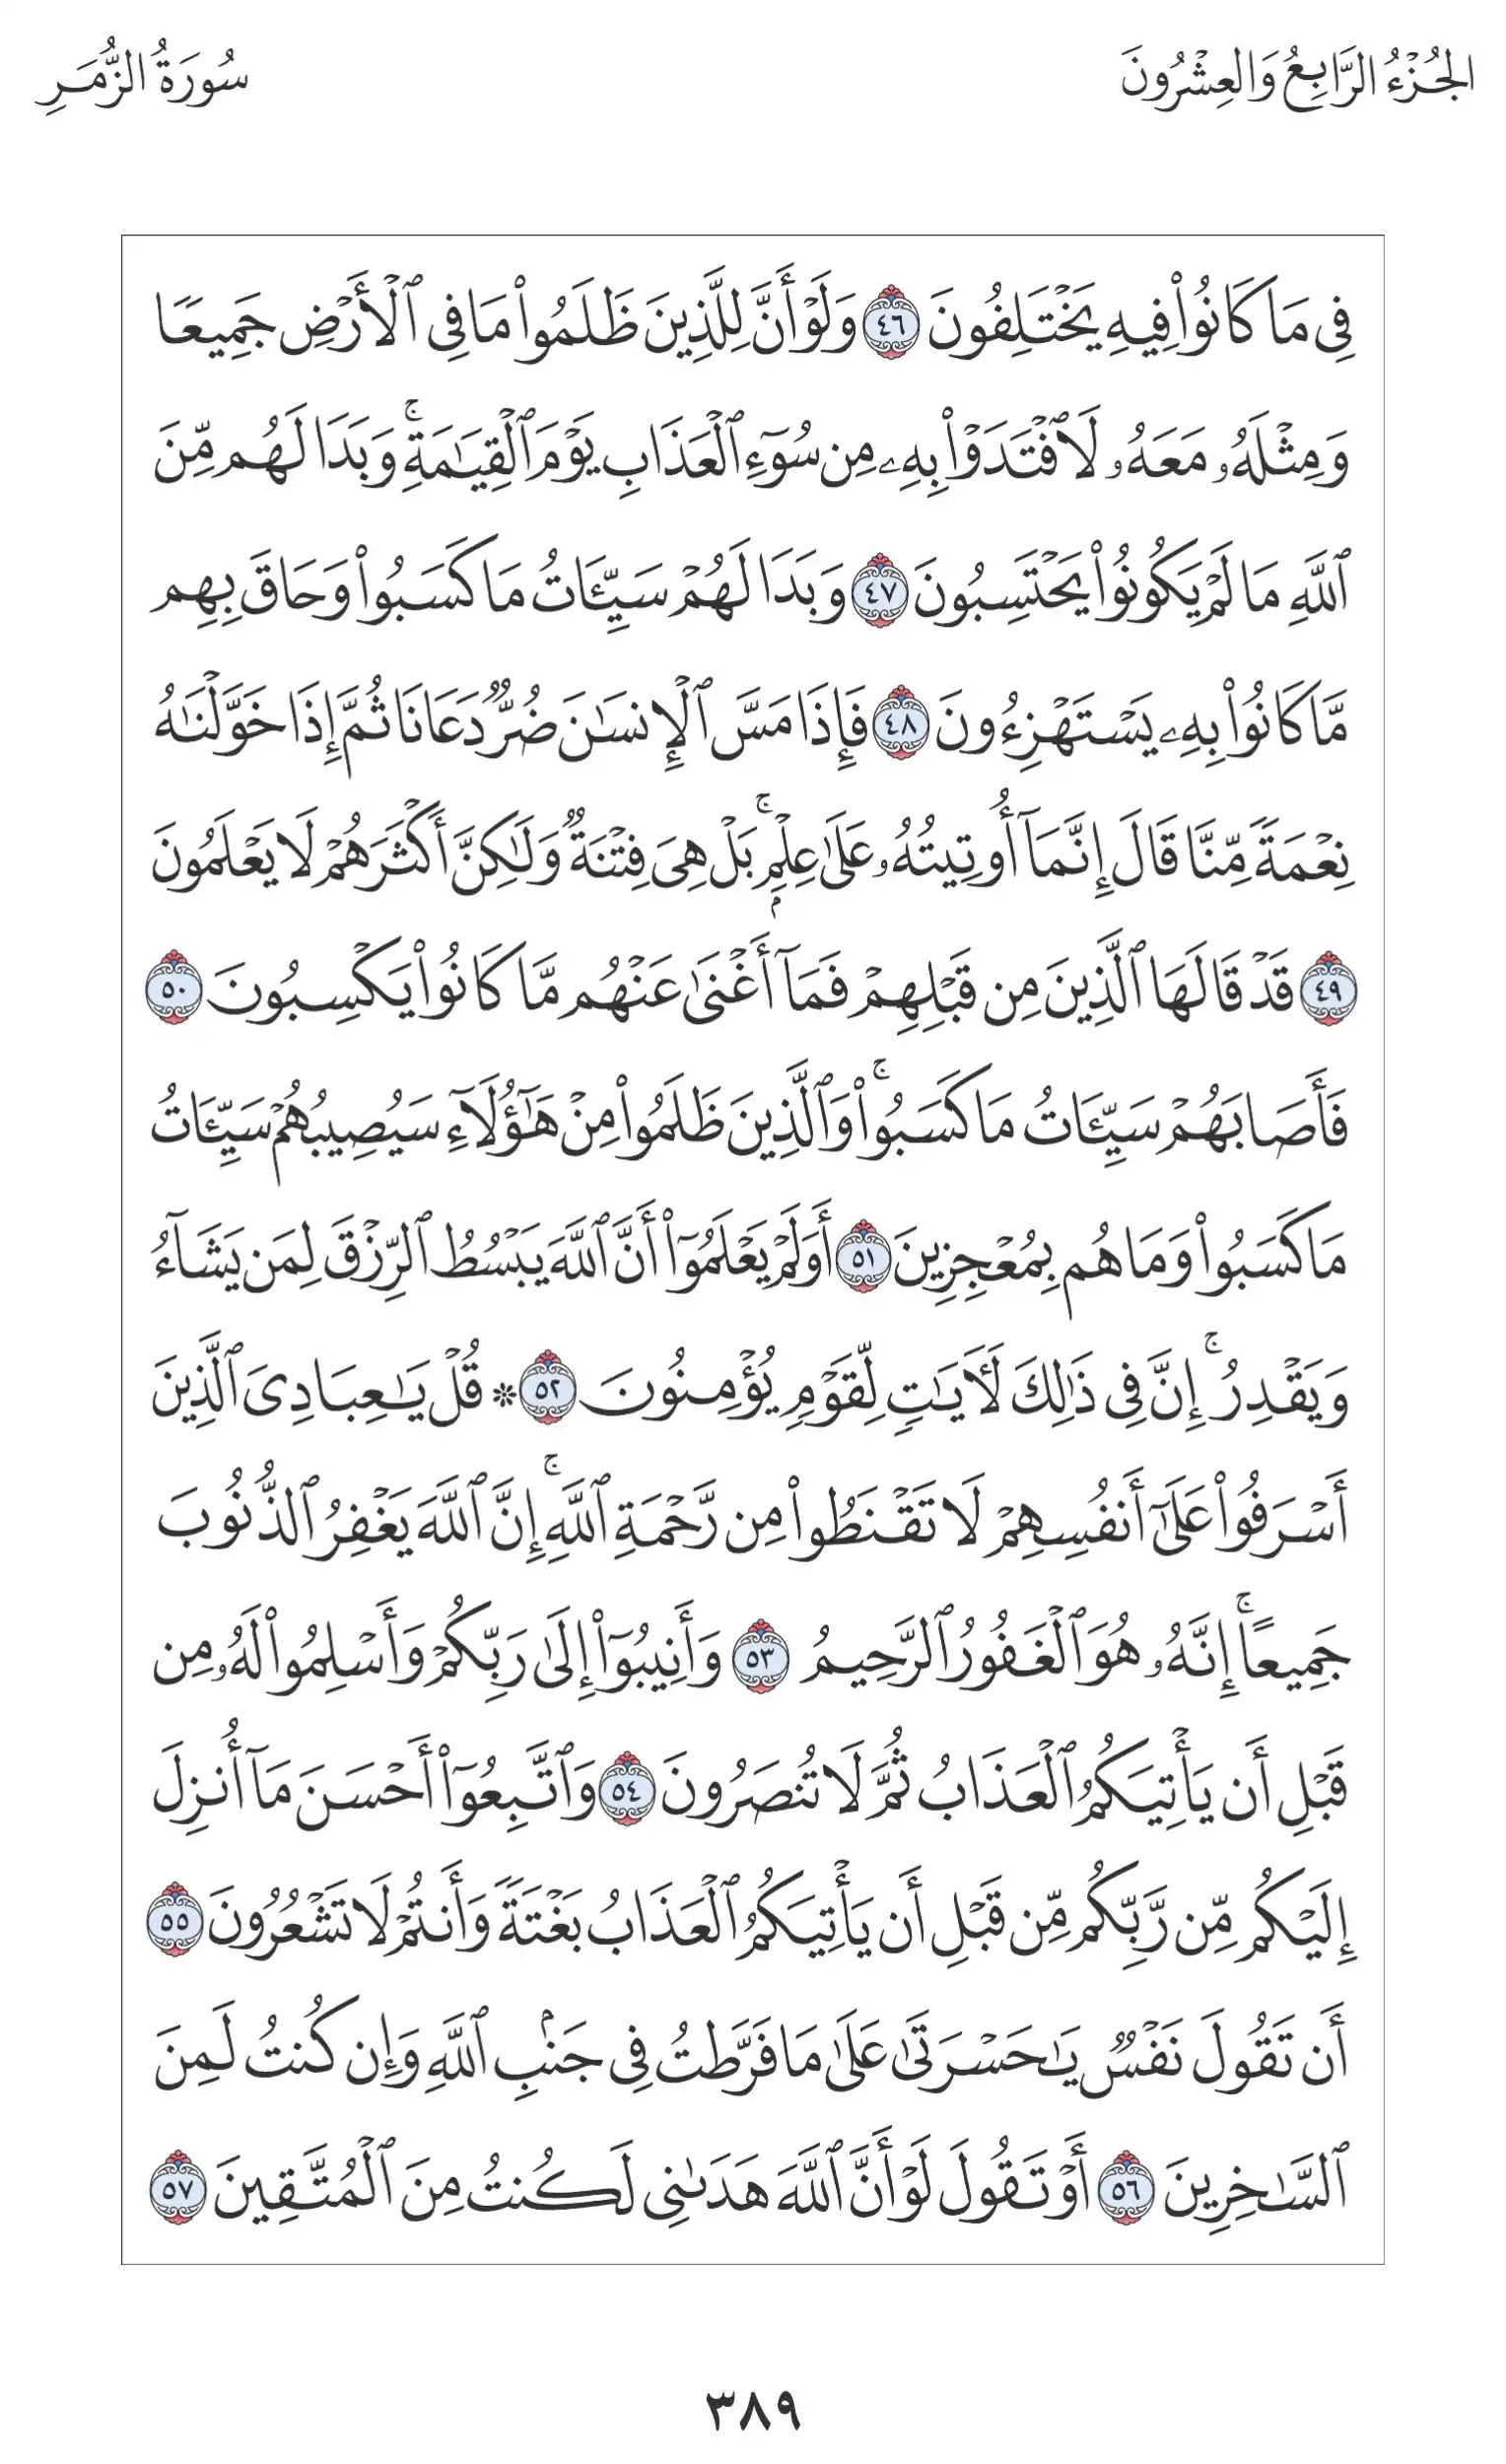 الجُزْءُ الرَّابِعُ وَالعِشْرُونَ
سُورَةُ الزُّمَرِ
فِي مَا كَانُوا۟ فِيهِ يَخْتَلِفُونَ ٤٦ وَلَوْ أَنَّ لِلَّذِينَ ظَلَمُوا۟ مَا فِي ٱلْأَرْضِ جَمِيعًا
وَمِثْلَهُۥ مَعَهُۥ لَٱفْتَدَوْا۟ بِهِۦ مِن سُوٓءِ ٱلْعَذَابِ يَوْمَ ٱلْقِيَـٰمَةِ ۚ وَبَدَا لَهُم مِّنَ
ٱللَّهِ مَا لَمْ يَكُونُوا۟ يَحْتَسِبُونَ ٤٧ وَبَدَا لَهُمْ سَيِّـَٔاتُ مَا كَسَبُوا۟ وَحَاقَ بِهِم
مَّا كَانُوا۟ بِهِۦ يَسْتَهْزِءُونَ ٤٨ فَإِذَا مَسَّ ٱلْإِنسَـٰنَ ضُرٌّ دَعَانَا ثُمَّ إِذَا خَوَّلْنَـٰهُ
نِعْمَةً مِّنَّا قَالَ إِنَّمَآ أُوتِيتُهُۥ عَلَىٰ عِلْمٍۭ ۚ بَلْ هِىَ فِتْنَةٌ وَلَـٰكِنَّ أَكْثَرَهُمْ لَا يَعْلَمُونَ
٤٩ قَدْ قَالَهَا ٱلَّذِينَ مِن قَبْلِهِمْ فَمَآ أَغْنَىٰ عَنْهُم مَّا كَانُوا۟ يَكْسِبُونَ ٥٠
فَأَصَابَهُمْ سَيِّـَٔاتُ مَا كَسَبُوا۟ ۚ وَٱلَّذِينَ ظَلَمُوا۟ مِنْ هَـٰٓؤُلَآءِ سَيُصِيبُهُمْ سَيِّـَٔاتُ
مَا كَسَبُوا۟ وَمَا هُم بِمُعْجِزِينَ ٥١ أَوَلَمْ يَعْلَمُوٓا۟ أَنَّ ٱللَّهَ يَبْسُطُ ٱلرِّزْقَ لِمَن يَشَآءُ
وَيَقْدِرُ ۚ إِنَّ فِي ذَٰلِكَ لَـَٔايَـٰتٍ لِّقَوْمٍ يُؤْمِنُونَ ٥٢ * قُلْ يَـٰعِبَادِىَ ٱلَّذِينَ
أَسْرَفُوا۟ عَلَىٰٓ أَنفُسِهِمْ لَا تَقْنَطُوا۟ مِن رَّحْمَةِ ٱللَّهِ ۚ إِنَّ ٱللَّهَ يَغْفِرُ ٱلذُّنُوبَ
جَمِيعًا ۚ إِنَّهُۥ هُوَ ٱلْغَفُورُ ٱلرَّحِيمُ ٥٣ وَأَنِيبُوٓا۟ إِلَىٰ رَبِّكُمْ وَأَسْلِمُوا۟ لَهُۥ مِن
قَبْلِ أَن يَأْتِيَكُمُ ٱلْعَذَابُ ثُمَّ لَا تُنصَرُونَ ٥٤ وَٱتَّبِعُوٓا۟ أَحْسَنَ مَآ أُنزِلَ
إِلَيْكُم مِّن رَّبِّكُم مِّن قَبْلِ أَن يَأْتِيَكُمُ ٱلْعَذَابُ بَغْتَةً وَأَنتُمْ لَا تَشْعُرُونَ ٥٥
أَن تَقُولَ نَفْسٌ يَـٰحَسْرَتَىٰ عَلَىٰ مَا فَرَّطتُ فِي جَنۢبِ ٱللَّهِ وَإِن كُنتُ لَمِنَ
ٱلسَّـٰخِرِينَ ٥٦ أَوْ تَقُولَ لَوْ أَنَّ ٱللَّهَ هَدَىٰنِي لَكُنتُ مِنَ ٱلْمُتَّقِينَ ٥٧
٣٨٩